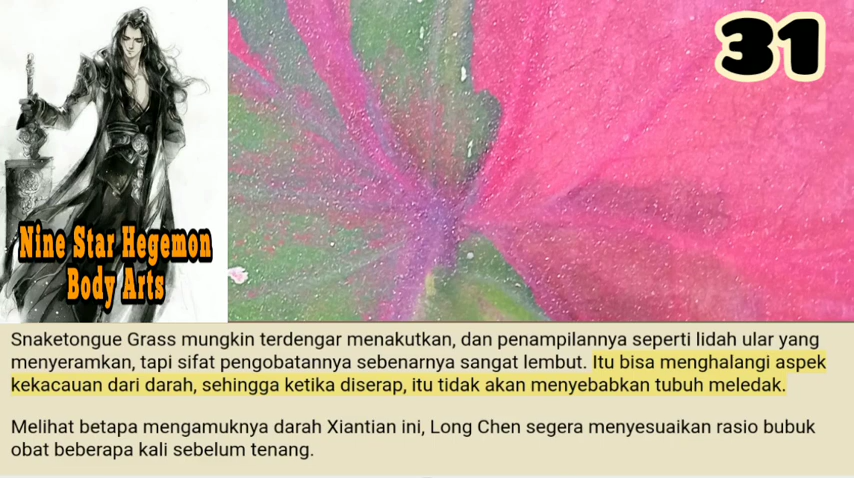 31
Nine Star Hegemon
Body Arts
Snaketongue Grass mungkin terdengar menakutkan, dan penampilannya seperti lidah ular yang
menyeramkan, tapi sifat pengobatannya sebenarnya sangat lembut. Itu bisa menghalangi aspek
kekacauan dari darah, sehingga ketika diserap, itu tidak akan menyebabkan tubuh meledak.
Melihat betapa mengamuknya darah Xiantian ini, Long Chen segera menyesuaikan rasio bubuk
obat beberapa kali sebelum tenang.